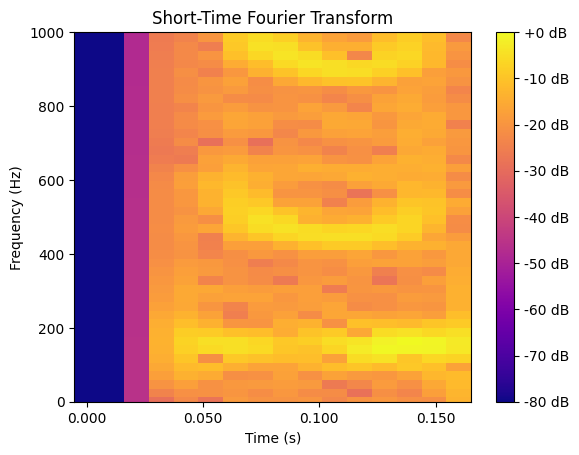 Short-Time Fourier Transform
Frequency (Hz)
1000
800
600
400
200
0
0.000
0.050
0.100
0.150
Time (s)
+0 dB
-10 dB
-20 dB
-30 dB
-40 dB
-50 dB
-60 dB
-70 dB
-80 dB